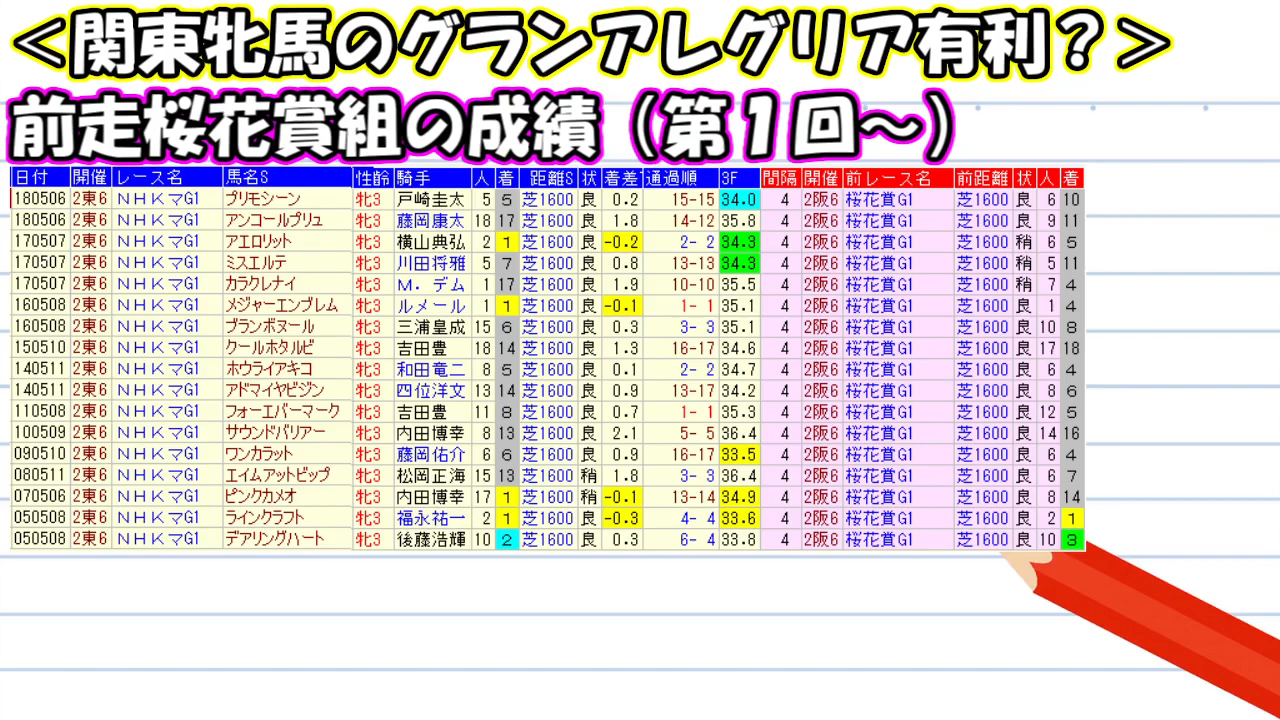 <関東牝馬のグランアレグリア有利？>
前走桜花賞組の成績（第１回～）
日付 開催 レース名 馬名S 性齢 騎手 人 着 距離S 状 着差 通過順 3F 間隔 開催 前レース名 前距離 状 人 着
180506 2東6 ＮＨＫマG1 プリモシーン 牝3 戸崎圭太 5 5 芝1600 良 0.2 15-15 34.0 4 2阪6 桜花賞G1 芝1600 良 6 10
180506 2東6 ＮＨＫマG1 アンコールプリュ 牝3 藤岡康太 18 17 芝1600 良 1.8 14-12 35.8 4 2阪6 桜花賞G1 芝1600 良 9 11
170507 2東6 ＮＨＫマG1 アエロリット 牝3 横山典弘 2 1 芝1600 良 -0.2 2- 2 34.3 4 2阪6 桜花賞G1 芝1600 稍 6 5
170507 2東6 ＮＨＫマG1 ミスエルテ 牝3 川田将雅 5 7 芝1600 良 0.8 13-13 34.3 4 2阪6 桜花賞G1 芝1600 稍 5 11
170507 2東6 ＮＨＫマG1 カラクレナイ 牝3 Ｍ．デム 1 17 芝1600 良 1.9 10-10 35.5 4 2阪6 桜花賞G1 芝1600 稍 7 4
160508 2東6 ＮＨＫマG1 メジャーエンブレム 牝3 ルメール 1 1 芝1600 良 -0.1 1- 1 35.1 4 2阪6 桜花賞G1 芝1600 良 1 4
160508 2東6 ＮＨＫマG1 ブランボヌール 牝3 三浦皇成 15 6 芝1600 良 0.3 3- 3 35.1 4 2阪6 桜花賞G1 芝1600 良 10 8
150510 2東6 ＮＨＫマG1 クールホタルビ 牝3 吉田豊 18 14 芝1600 良 1.3 16-17 34.6 4 2阪6 桜花賞G1 芝1600 良 17 18
140511 2東6 ＮＨＫマG1 ホウライアキコ 牝3 和田竜二 8 5 芝1600 良 0.1 2- 2 34.7 4 2阪6 桜花賞G1 芝1600 良 6 4
140511 2東6 ＮＨＫマG1 アドマイヤビジン 牝3 四位洋文 13 14 芝1600 良 0.9 13-17 34.2 4 2阪6 桜花賞G1 芝1600 良 8 6
110508 2東6 ＮＨＫマG1 フォーエバーマーク 牝3 吉田豊 11 8 芝1600 良 0.7 1- 1 35.3 4 2阪6 桜花賞G1 芝1600 良 12 5
100509 2東6 ＮＨＫマG1 サウンドバリアー 牝3 内田博幸 8 13 芝1600 良 2.1 5- 5 36.4 4 2阪6 桜花賞G1 芝1600 良 14 16
090510 2東6 ＮＨＫマG1 ワンカラット 牝3 藤岡佑介 6 6 芝1600 良 0.9 16-17 33.5 4 2阪6 桜花賞G1 芝1600 良 6 4
080511 2東6 ＮＨＫマG1 エイムアットビップ 牝3 松岡正海 15 13 芝1600 稍 1.8 3- 3 36.4 4 2阪6 桜花賞G1 芝1600 良 6 7
070506 2東6 ＮＨＫマG1 ピンクカメオ 牝3 内田博幸 17 1 芝1600 稍 -0.1 13-14 34.9 4 2阪6 桜花賞G1 芝1600 良 8 14
050508 2東6 ＮＨＫマG1 ラインクラフト 牝3 福永祐一 2 1 芝1600 良 -0.3 4- 4 33.6 4 2阪6 桜花賞G1 芝1600 良 2 1
050508 2東6 ＮＨＫマG1 デアリングハート 牝3 後藤浩輝 10 2 芝1600 良 0.3 6- 4 33.8 4 2阪6 桜花賞G1 芝1600 良 10 3